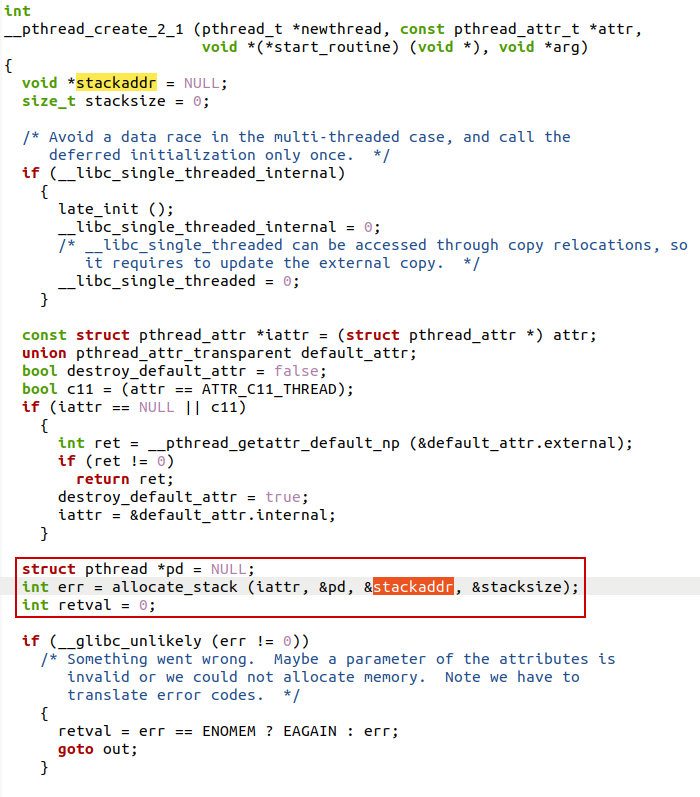 int
__pthread_create_2_1 (pthread_t *newthread, const pthread_attr_t *attr,
                      void *(*start_routine) (void *), void *arg)
{
  void *stackaddr = NULL;
  size_t stacksize = 0;

  /* Avoid a data race in the multi-threaded case, and call the
     deferred initialization only once.  */
  if (__libc_single_threaded_internal)
    {
      late_init ();
      __libc_single_threaded_internal = 0;
      /* __libc_single_threaded can be accessed through copy relocations, so
         it requires to update the external copy.  */
      __libc_single_threaded = 0;
    }

  const struct pthread_attr *iattr = (struct pthread_attr *) attr;
  union pthread_attr_transparent default_attr;
  bool destroy_default_attr = false;
  bool c11 = (attr == ATTR_C11_THREAD);
  if (iattr == NULL || c11)
    {
      int ret = __pthread_getattr_default_np (&default_attr.external);
      if (ret != 0)
        return ret;
      destroy_default_attr = true;
      iattr = &default_attr.internal;
    }

  struct pthread *pd = NULL;
  int err = allocate_stack (iattr, &pd, &stackaddr, &stacksize);
  int retval = 0;

  if (__glibc_unlikely (err != 0))
    /* Something went wrong.  Maybe a parameter of the attributes is
       invalid or we could not allocate memory.  Note we have to
       translate error codes.  */
    {
      retval = err == ENOMEM ? EAGAIN : err;
      goto out;
    }